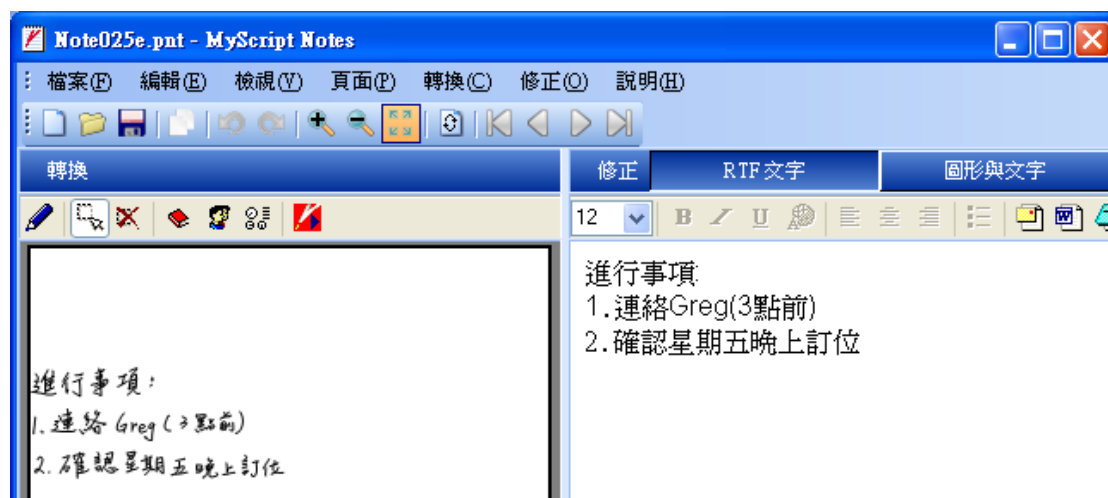 Note025e.pnt - MyScript Notes
檔案(F) 編輯(E) 檢視(V) 頁面(P) 轉換(C) 修正(O) 說明(H)
轉換
修正 RTF文字 圖形與文字
12 B I U
進行事項:
1.連絡Greg(3點前)
2.確認星期五晚上訂位
進行事項:
1.連絡Greg(3點前)
2.確認星期五晚上訂位